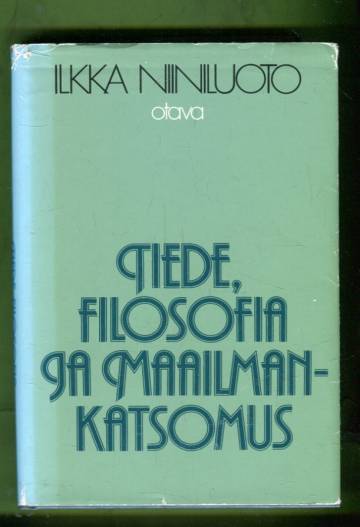 ILKKA NIINILUOTO
otava
TIEDE,
FILOSOFIA
JA MAAILMAN-
KATSOMUS